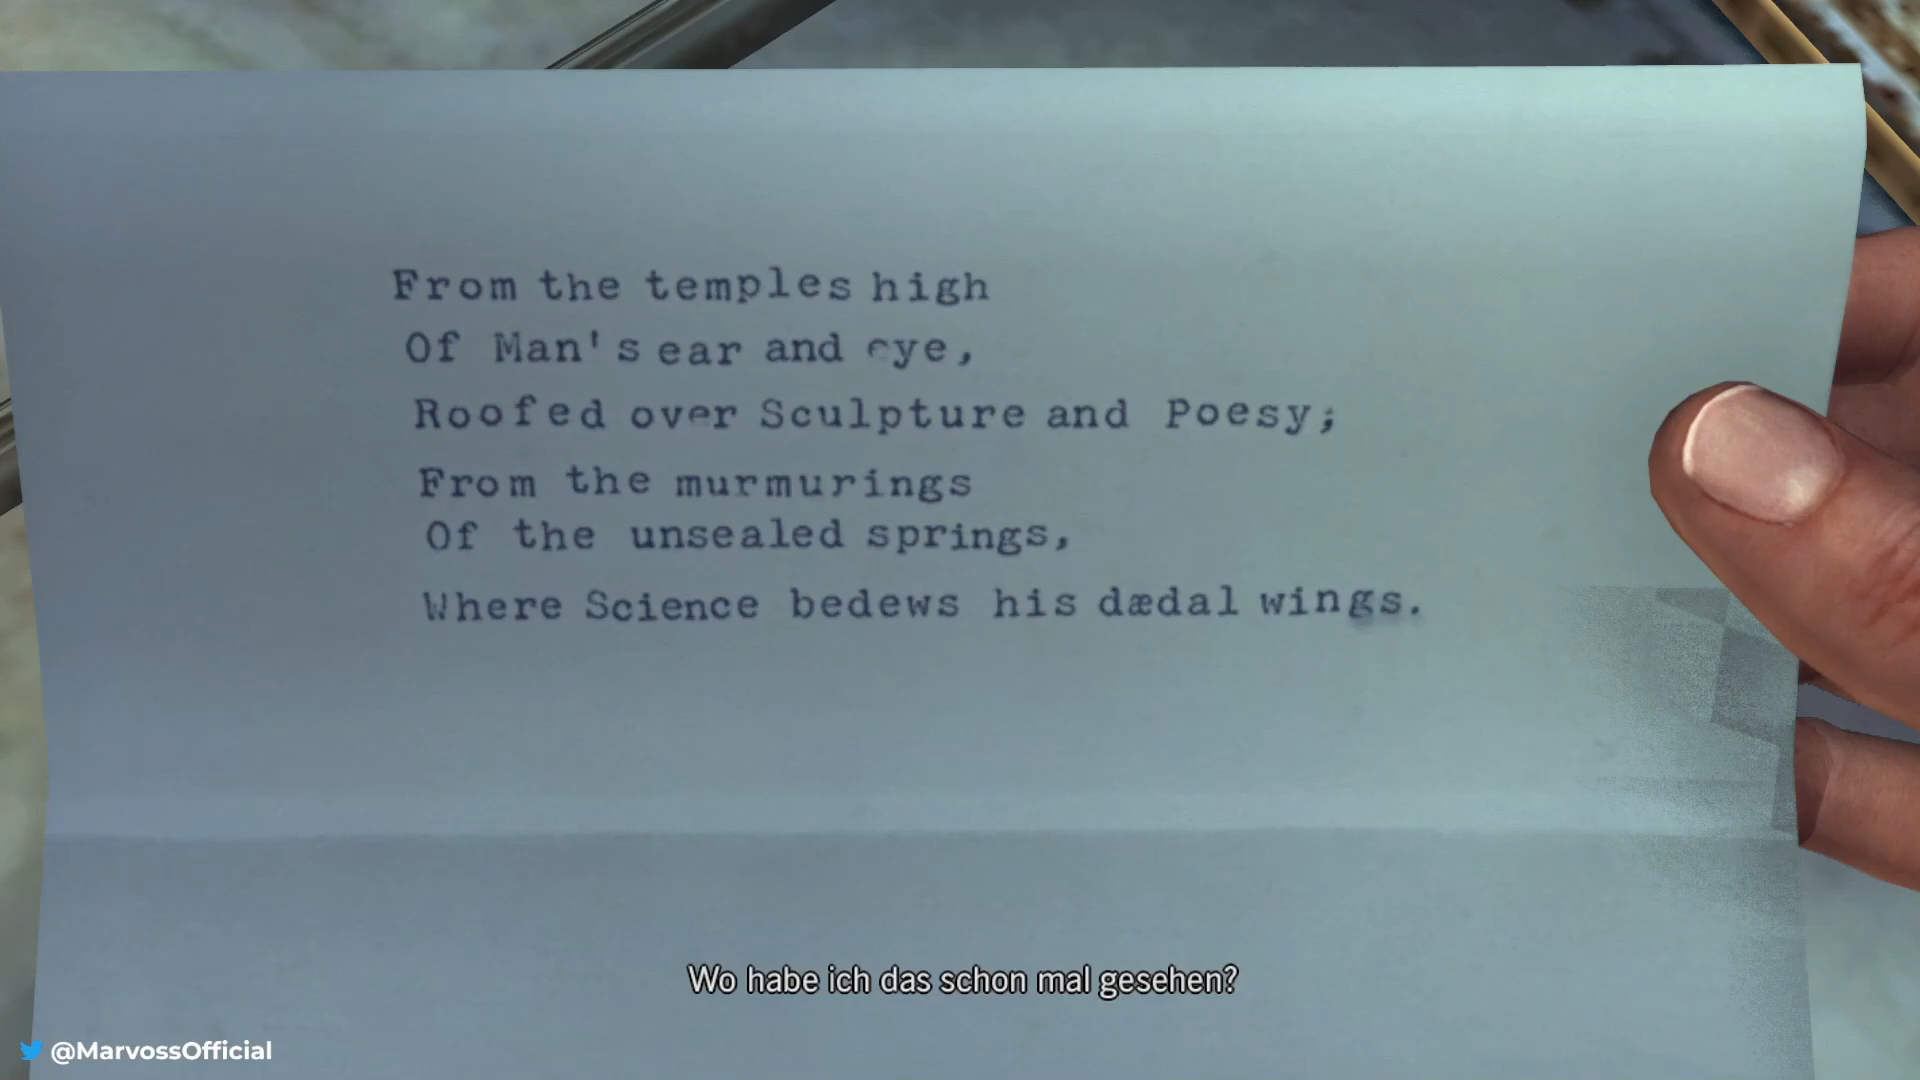 From the temples high
Of Man's ear and eye,
Roofed over Sculpture and Poesy;
From the murmurings
Of the unsealed springs,
Where Science bedews his dædal wings.
Wo habe ich das schon mal gesehen?
@MarvossOfficial